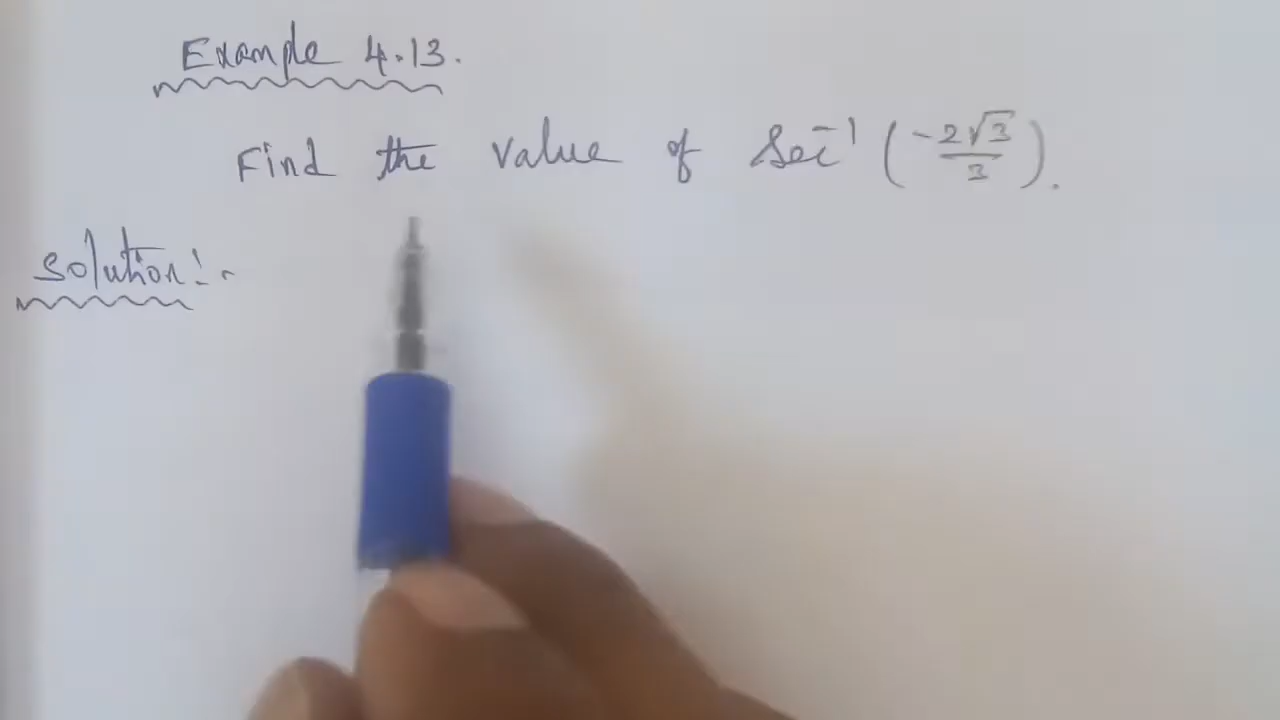 Example 4.13.
Find the value of Sec⁻¹ (-2√3/3).
Solution:-